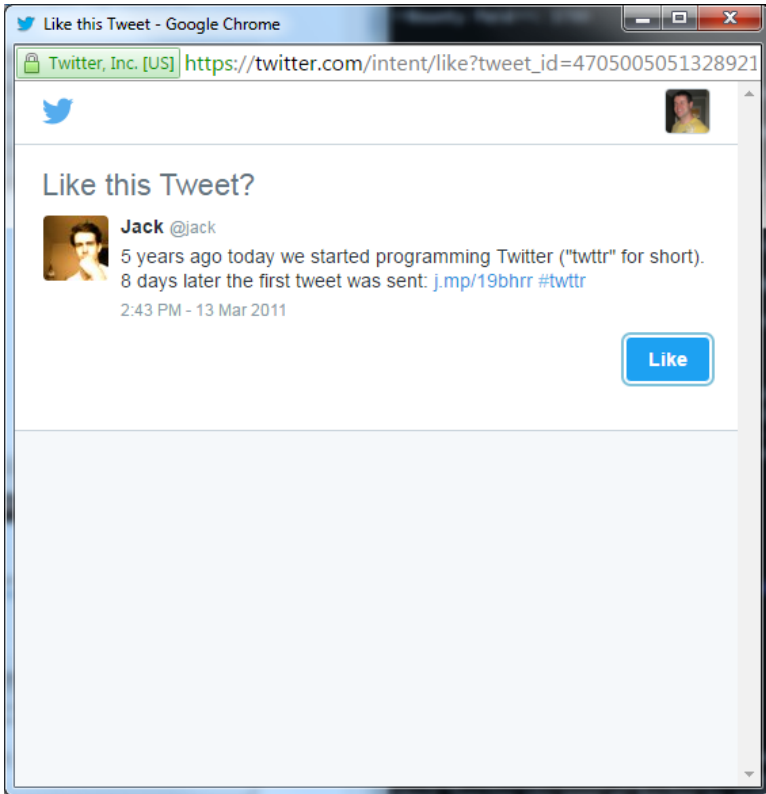 Like this Tweet - Google Chrome
Twitter, Inc. [US] https://twitter.com/intent/like?tweet_id=4705005051328921
Like this Tweet?
Jack @jack
5 years ago today we started programming Twitter ("twttr" for short).
8 days later the first tweet was sent: j.mp/19bhrr #twttr
2:43 PM - 13 Mar 2011
Like